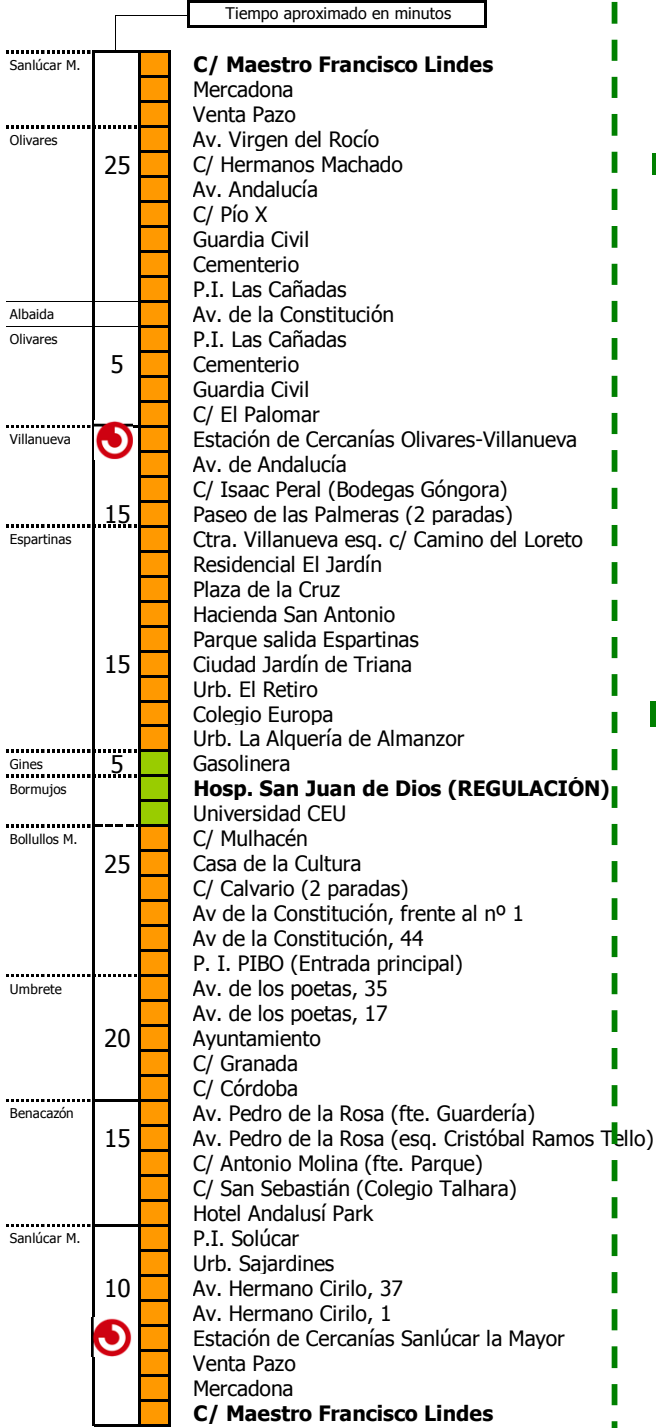 Tiempo aproximado en minutos
Sanlúcar M. C/ Maestro Francisco Lindes
Mercadona
Venta Pazo
Olivares Av. Virgen del Rocío
25 C/ Hermanos Machado
Av. Andalucía
C/ Pío X
Guardia Civil
Cementerio
P.I. Las Cañadas
Albaida Av. de la Constitución
Olivares P.I. Las Cañadas
5 Cementerio
Guardia Civil
C/ El Palomar
Villanueva Estación de Cercanías Olivares-Villanueva
Av. de Andalucía
C/ Isaac Peral (Bodegas Góngora)
15 Paseo de las Palmeras (2 paradas)
Espartinas Ctra. Villanueva esq. c/ Camino del Loreto
Residencial El Jardín
Plaza de la Cruz
Hacienda San Antonio
Parque salida Espartinas
15 Ciudad Jardín de Triana
Urb. El Retiro
Colegio Europa
Urb. La Alquería de Almanzor
Gines 5 Gasolinera
Bormujos Hosp. San Juan de Dios (REGULACIÓN)
Universidad CEU
Bollullos M. C/ Mulhacén
25 Casa de la Cultura
C/ Calvario (2 paradas)
Av de la Constitución, frente al nº 1
Av de la Constitución, 44
P. I. PIBO (Entrada principal)
Umbrete Av. de los poetas, 35
Av. de los poetas, 17
20 Ayuntamiento
C/ Granada
C/ Córdoba
Benacazón Av. Pedro de la Rosa (fte. Guardería)
15 Av. Pedro de la Rosa (esq. Cristóbal Ramos Tello)
C/ Antonio Molina (fte. Parque)
C/ San Sebastián (Colegio Talhara)
Hotel Andalusí Park
Sanlúcar M. P.I. Solúcar
Urb. Sajardines
10 Av. Hermano Cirilo, 37
Av. Hermano Cirilo, 1
Estación de Cercanías Sanlúcar la Mayor
Venta Pazo
Mercadona
C/ Maestro Francisco Lindes